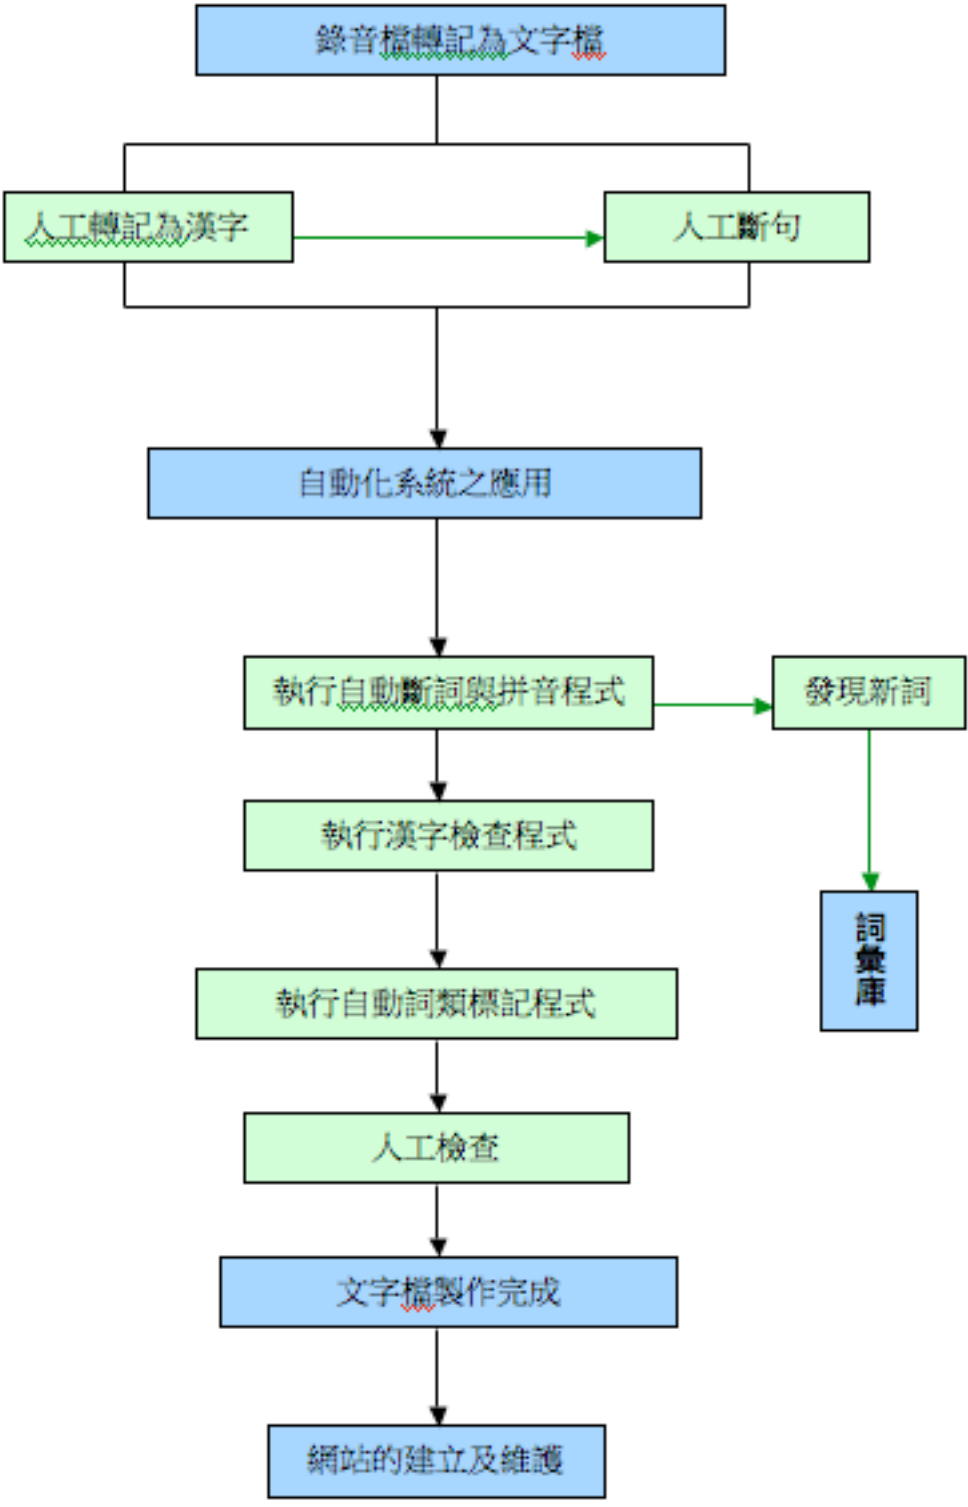 錄音檔轉記為文字檔
人工轉記為漢字
人工斷句
自動化系統之應用
執行自動斷詞與拼音程式
發現新詞
執行漢字檢查程式
詞彙庫
執行自動詞類標記程式
人工檢查
文字檔製作完成
網站的建立及維護